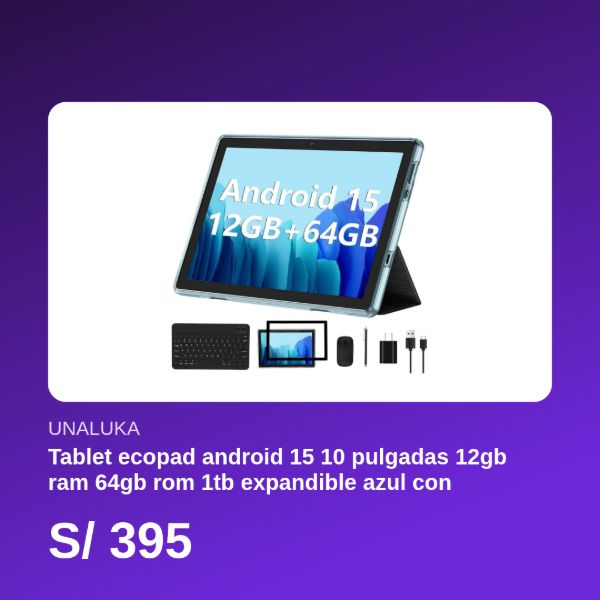 Android 15
12GB+64GB
UNALUKA
Tablet ecopad android 15 10 pulgadas 12gb
ram 64gb rom 1tb expandible azul con
S/ 395